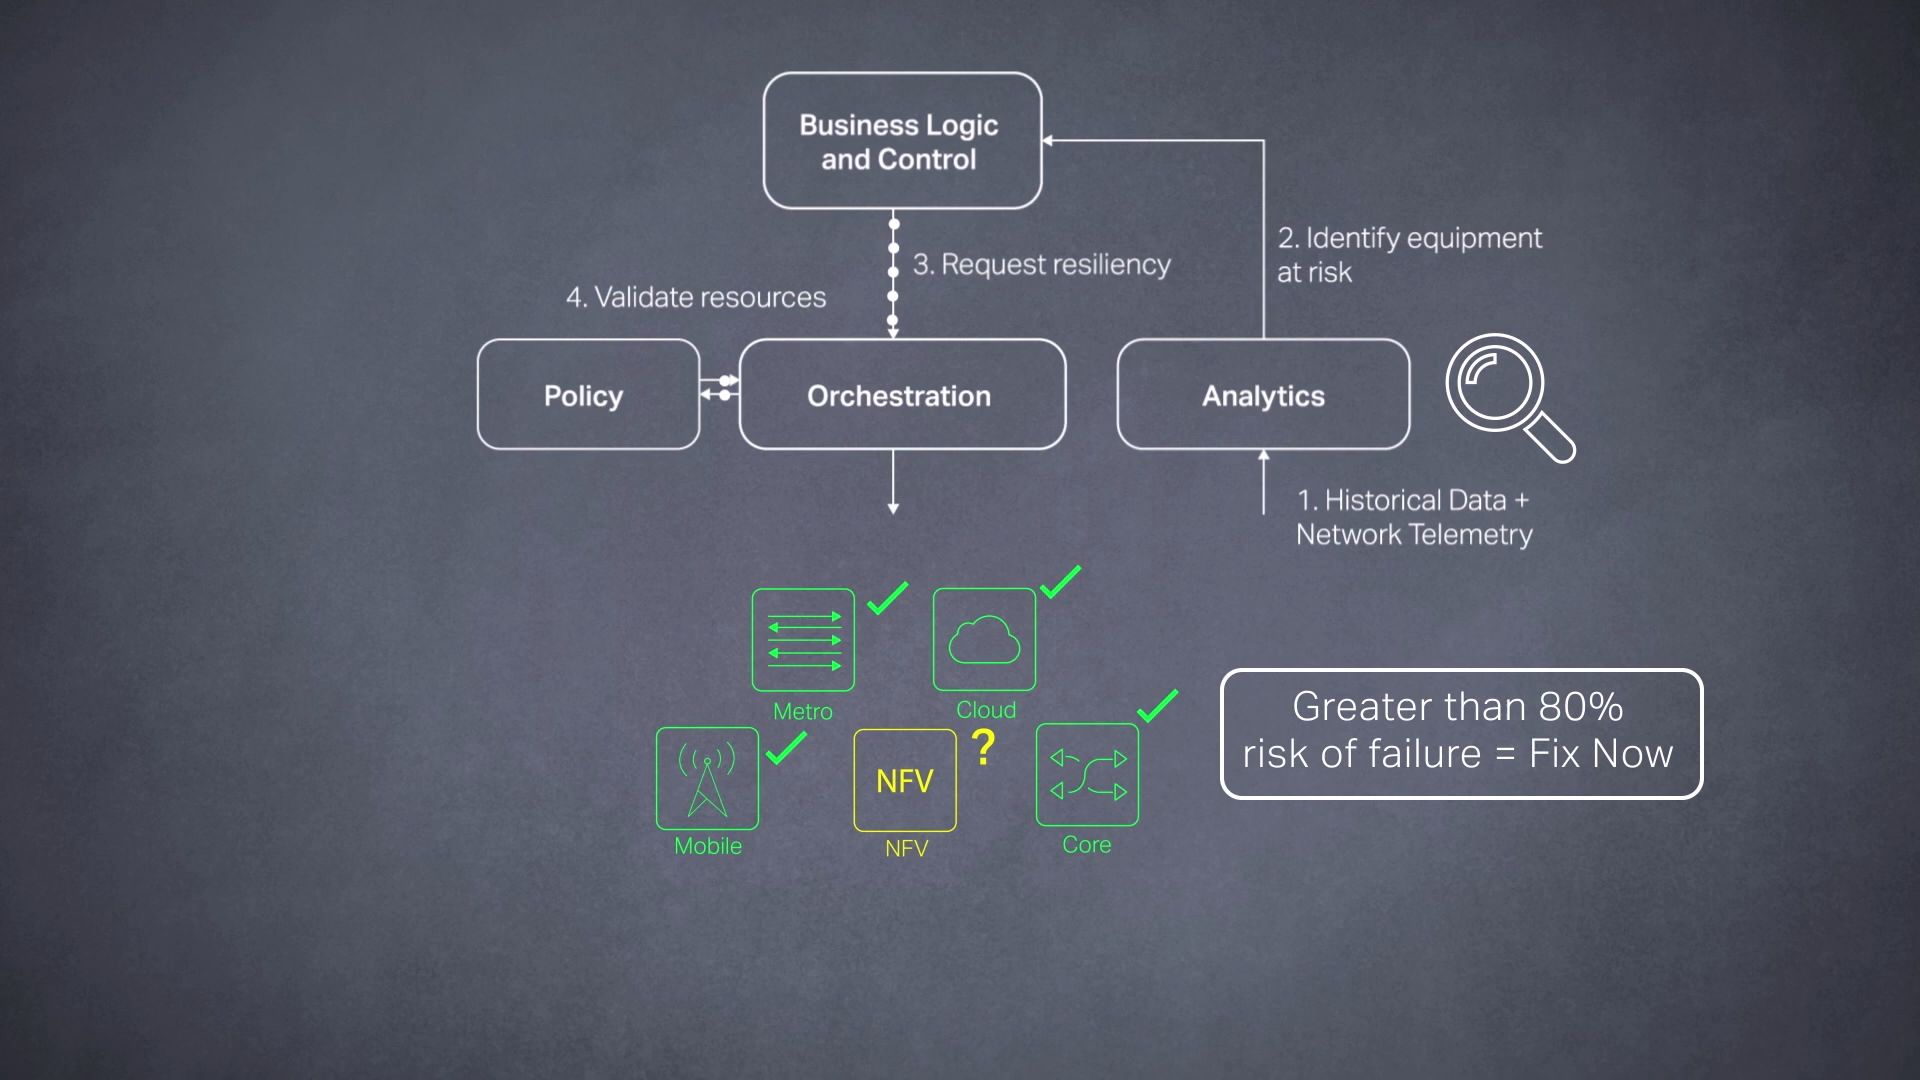 Business Logic
and Control
2. Identify equipment
at risk
3. Request resiliency
4. Validate resources
Policy
Orchestration
Analytics
1. Historical Data +
Network Telemetry
Metro
Cloud
Greater than 80%
risk of failure = Fix Now
?
NFV
Mobile
NFV
Core